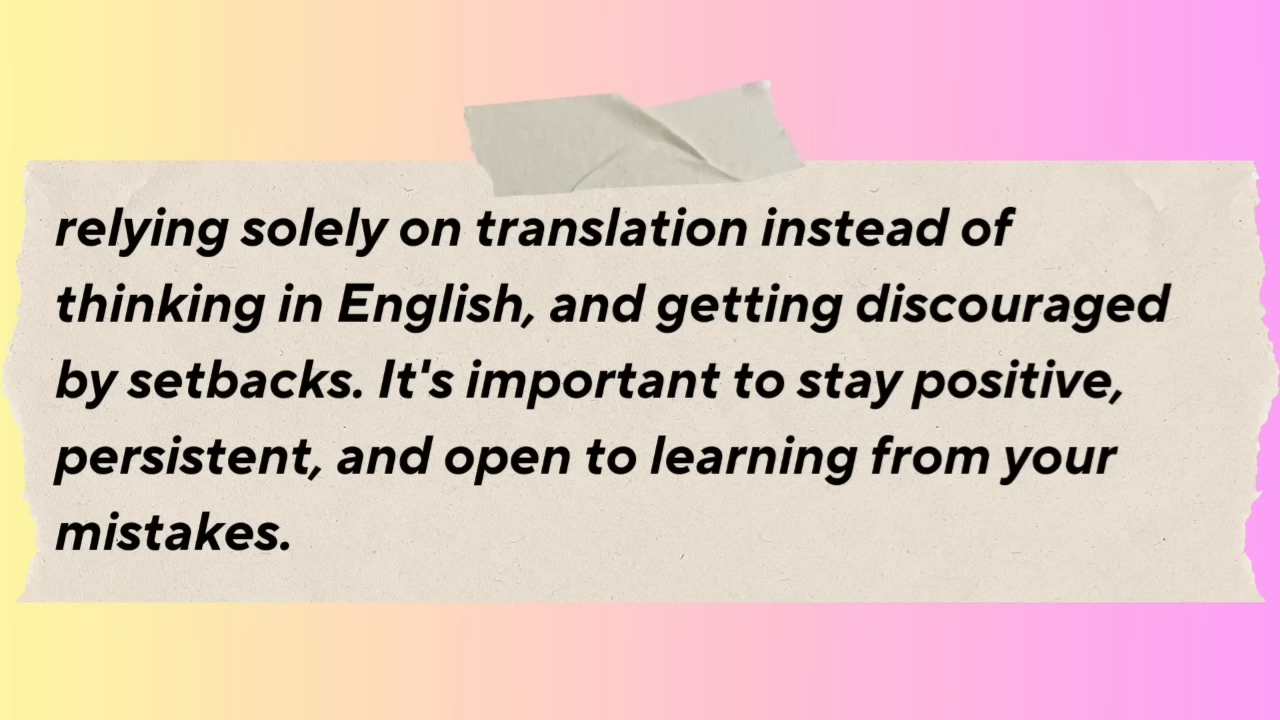 relying solely on translation instead of
thinking in English, and getting discouraged
by setbacks. It's important to stay positive,
persistent, and open to learning from your
mistakes.